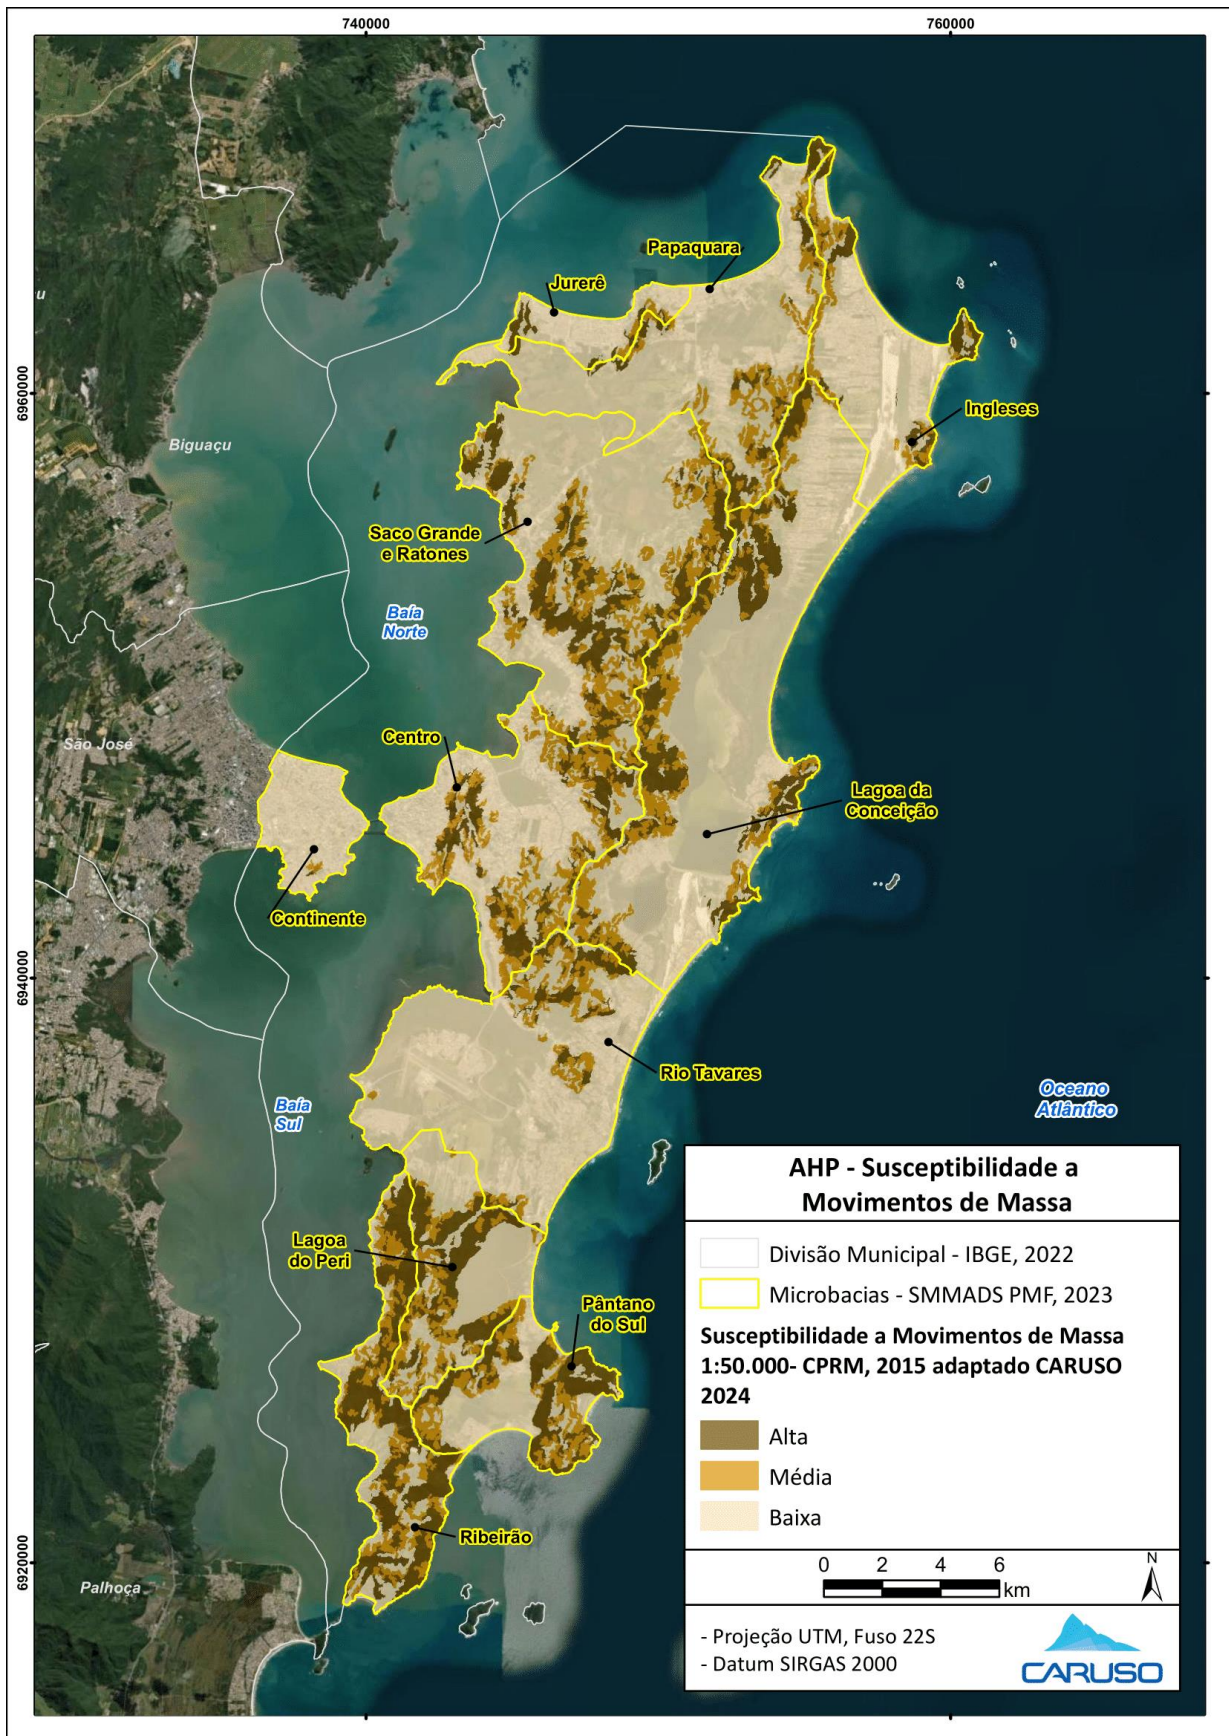 740000
760000
Papaquara
Jurerê
u
6960000
6960000
Biguaçu
Ingleses
Saco Grande
e Ratones
Baía
Norte
São José
Centro
Lagoa da
Conceição
Continente
6940000
Rio Tavares
Baía
Sul
Oceano
Atlântico
Lagoa
do Peri
Pântano
do Sul
Ribeirão
6920000
Palhoça
AHP - Susceptibilidade a
Movimentos de Massa
Divisão Municipal - IBGE, 2022
Microbacias - SMMADS PMF, 2023
Susceptibilidade a Movimentos de Massa
1:50.000- CPRM, 2015 adaptado CARUSO
2024
Alta
Média
Baixa
0 2 4 6
km
N
- Projeção UTM, Fuso 22S
- Datum SIRGAS 2000
CARUSO